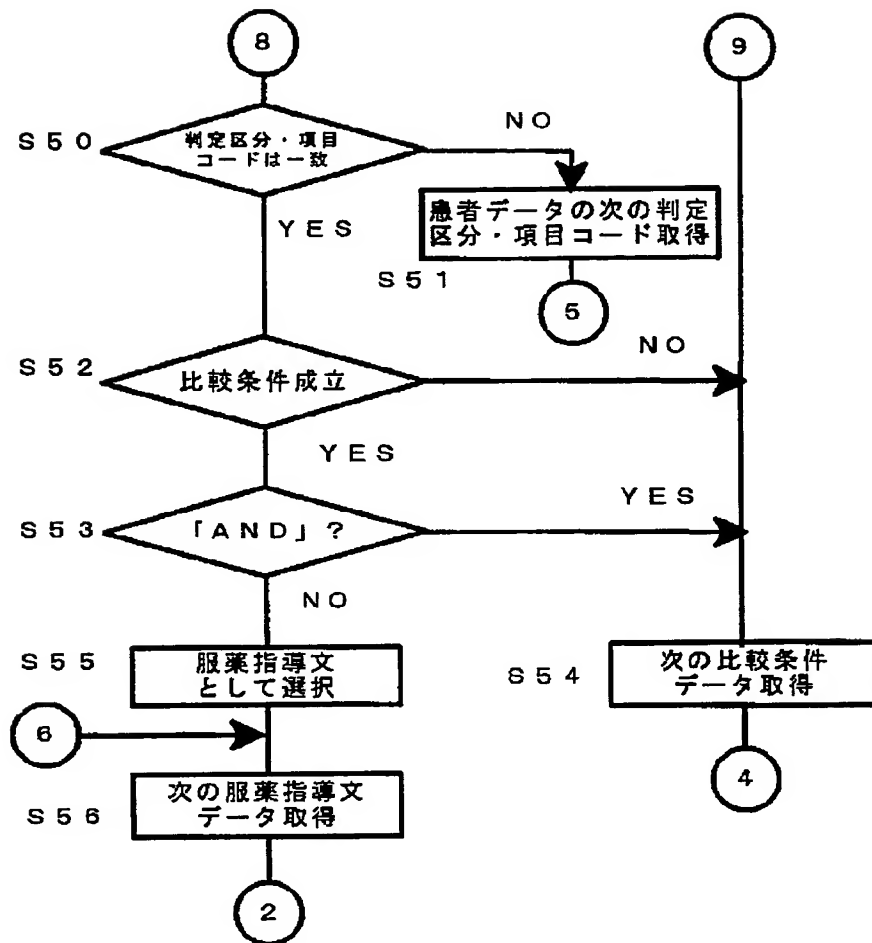 8
9
S50
判定区分・項目
コードは一致
NO
患者データの次の判定
区分・項目コード取得
YES
S51
5
S52
比較条件成立
NO
YES
S53
「AND」?
YES
NO
S55
服薬指導文
として選択
S54
次の比較条件
データ取得
6
4
S56
次の服薬指導文
データ取得
2